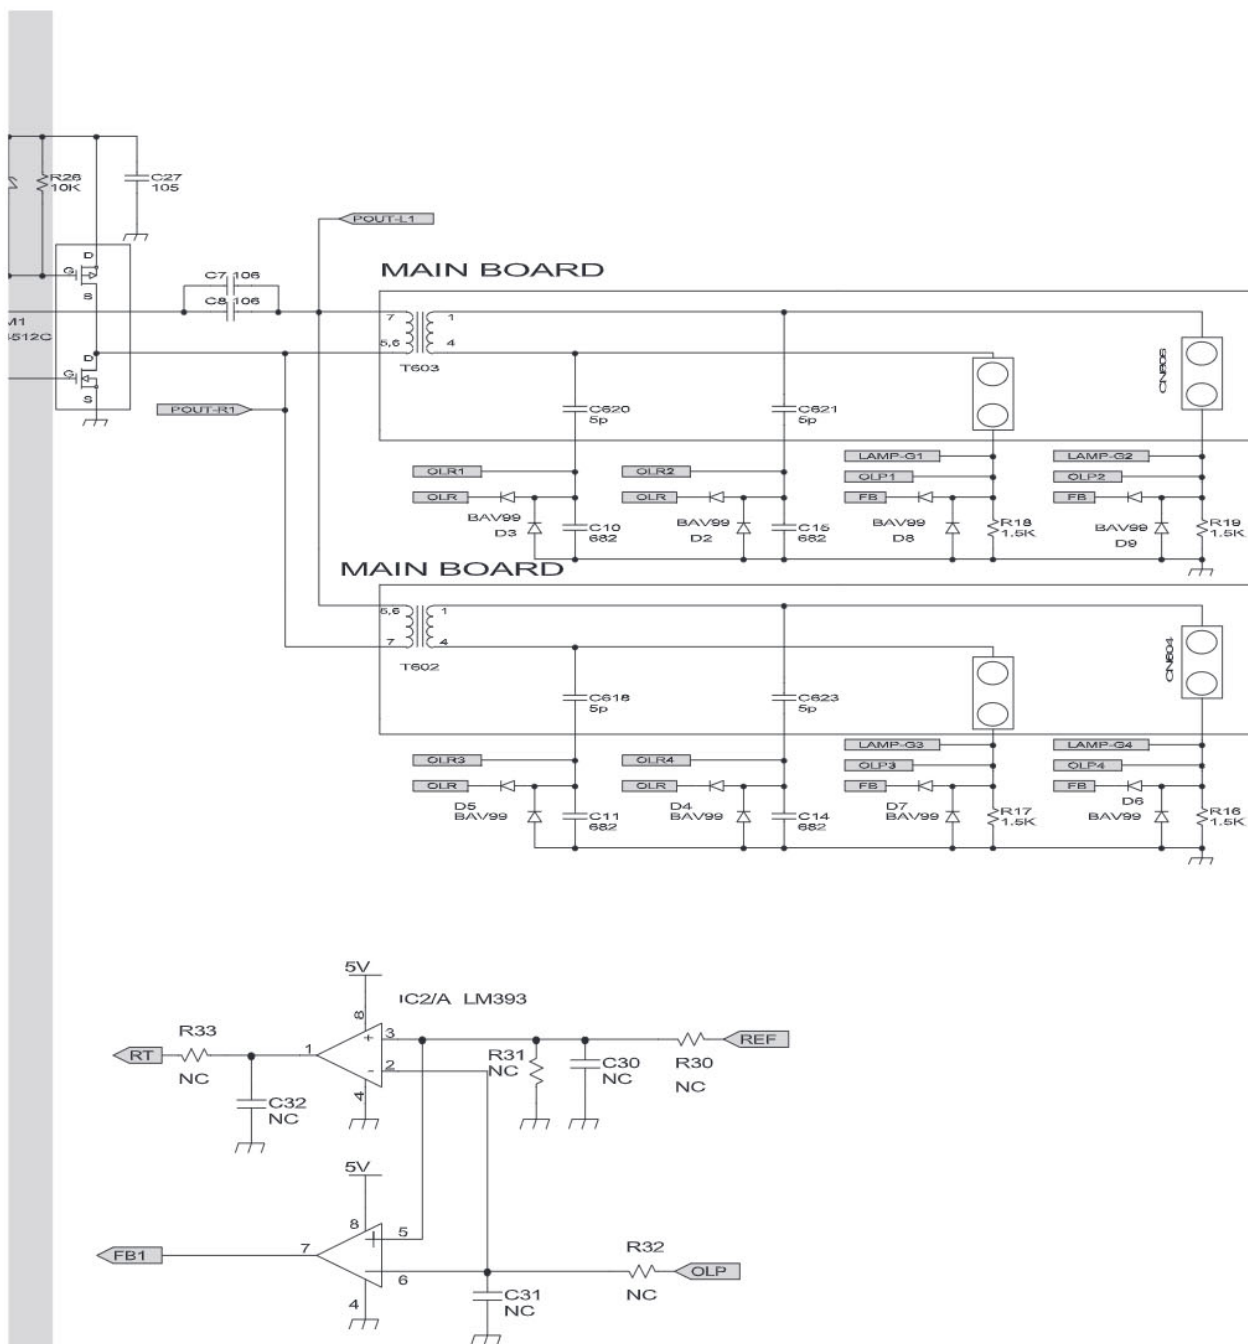 R26
10K
C27
105
POUT-L1
MAIN BOARD
D
G
S
C7 106
C8 106
M1
4512C
7
1
5,6
4
T603
D
G
S
POUT-R1
C620
5p
C621
5p
CN606
OLR1
OLR2
LAMP-G1
LAMP-G2
OLP1
OLP2
OLR
OLR
FB
FB
BAV99
D3
C10
682
BAV99
D2
C15
682
BAV99
D8
R18
1.5K
BAV99
D9
R19
1.5K
MAIN BOARD
5,6
1
7
4
T602
C618
5p
C623
5p
CN604
OLR3
OLR4
LAMP-G3
LAMP-G4
OLP3
OLP4
OLR
OLR
FB
FB
D5
BAV99
C11
682
D4
BAV99
C14
682
D7
BAV99
R17
1.5K
D6
BAV99
R16
1.5K
5V
IC2/A LM393
8
R33
RT
NC
1
+
3
-
2
4
C32
NC
R31
NC
C30
NC
R30
NC
REF
5V
8
5
FB1
7
6
4
C31
NC
R32
NC
OLP